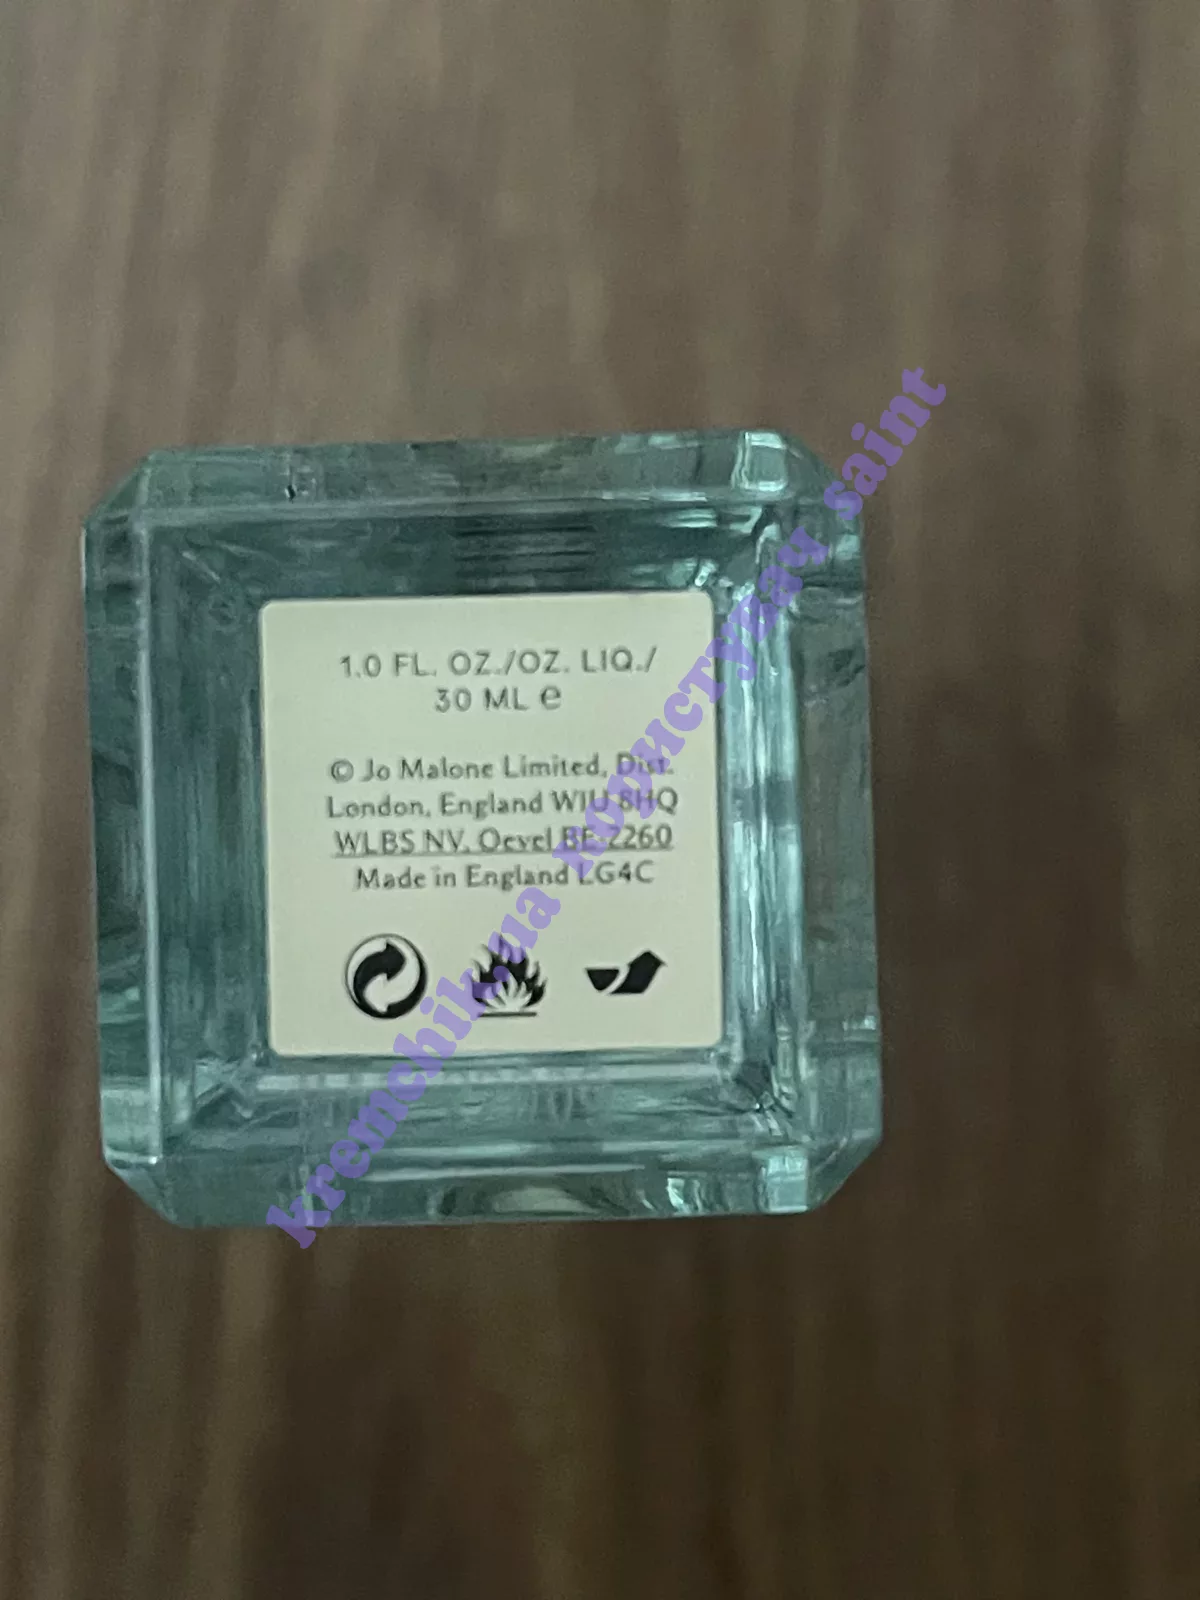 1.0 FL. OZ./OZ. LIQ./
30 ML e
© Jo Malone Limited, Dist.
London, England W1U 8HQ
WLBS NV, Oevel BE-2260
Made in England LG4C
kremchik.ua користувач saint